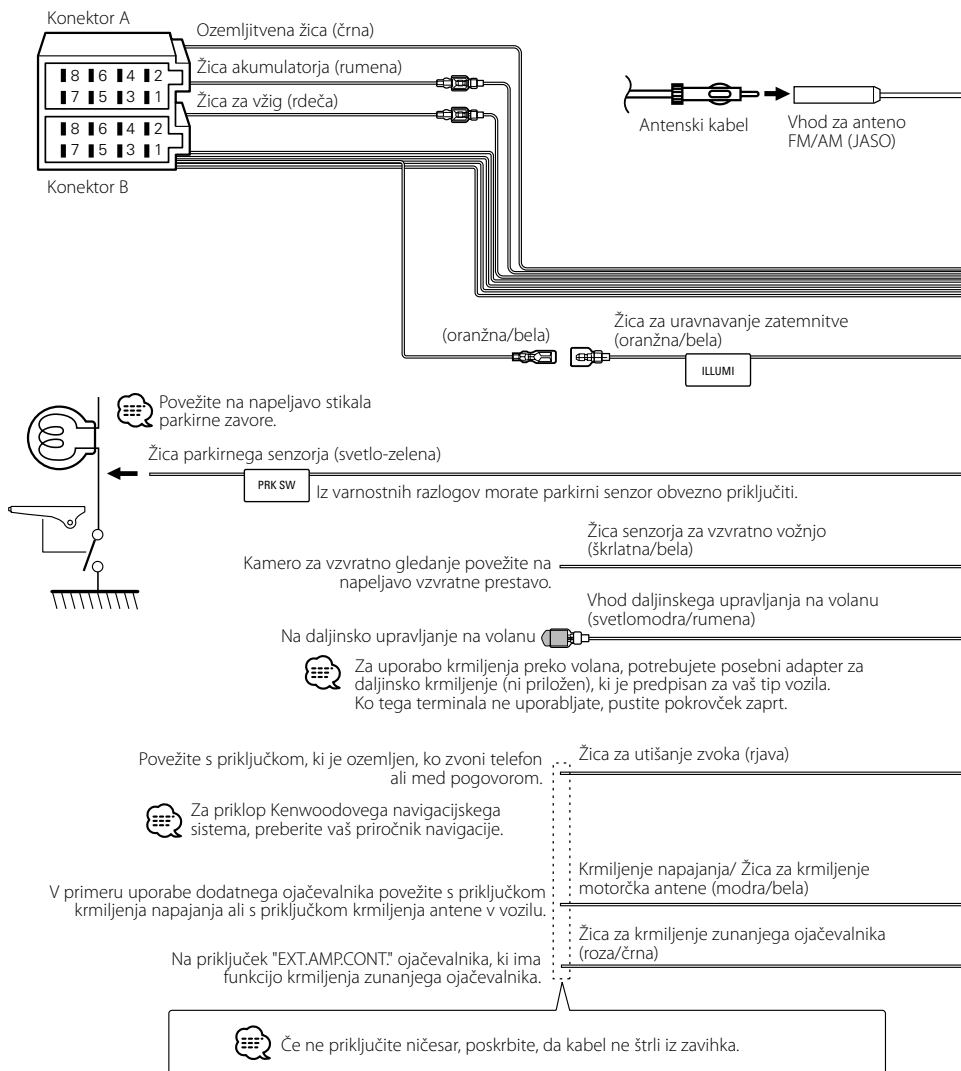 Konektor A
Ozemljitvena žica (črna)
Žica akumulatorja (rumena)
8 6 4 2
7 5 3 1
Žica za vžig (rdeča)
8 6 4 2
7 5 3 1
Konektor B
Antenski kabel
Vhod za anteno
FM/AM (JASO)
(oranžna/bela)
Žica za uravnavanje zatemnitve
(oranžna/bela)
ILLUMI
Povežite na napeljavo stikala
parkirne zavore.
Žica parkirnega senzorja (svetlo-zelena)
PRK SW
Iz varnostnih razlogov morate parkirni senzor obvezno priključiti.
Žica senzorja za vzvratno vožnjo
(škrlatna/bela)
Kamero za vzvratno gledanje povežite na
napeljavo vzvratne prestavo.
Vhod daljinskega upravljanja na volanu
(svetlomodra/rumena)
Na daljinsko upravljanje na volanu
Za uporabo krmiljenja preko volana, potrebujete posebni adapter za
daljinsko krmiljenje (ni priložen), ki je predpisan za vaš tip vozila.
Ko tega terminala ne uporabljate, pustite pokrovček zaprt.
Povežite s priključkom, ki je ozemljen, ko zvoni telefon
ali med pogovorom.
Žica za utišanje zvoka (rjava)
Za priklop Kenwoodovega navigacijskega
sistema, preberite vaš priročnik navigacije.
Krmiljenje napajanja/ Žica za krmiljenje
motorčka antene (modra/bela)
V primeru uporabe dodatnega ojačevalnika povežite s priključkom
krmiljenja napajanja ali s priključkom krmiljenja antene v vozilu.
Žica za krmiljenje zunanjega ojačevalnika
(roza/črna)
Na priključek "EXT.AMP.CONT." ojačevalnika, ki ima
funkcijo krmiljenja zunanjega ojačevalnika.
Če ne priključite ničesar, poskrbite, da kabel ne štrli iz zavihka.